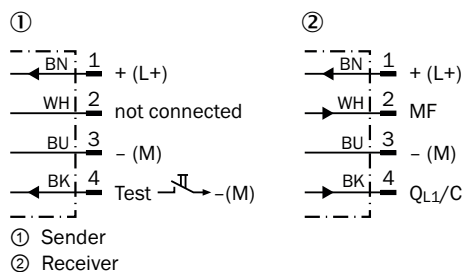 ① ②
BN 1 + (L+)
WH 2 not connected
BU 3 − (M)
BK 4 Test −(M)
BN 1 + (L+)
WH 2 MF
BU 3 − (M)
BK 4 QL1/C
① Sender
② Receiver